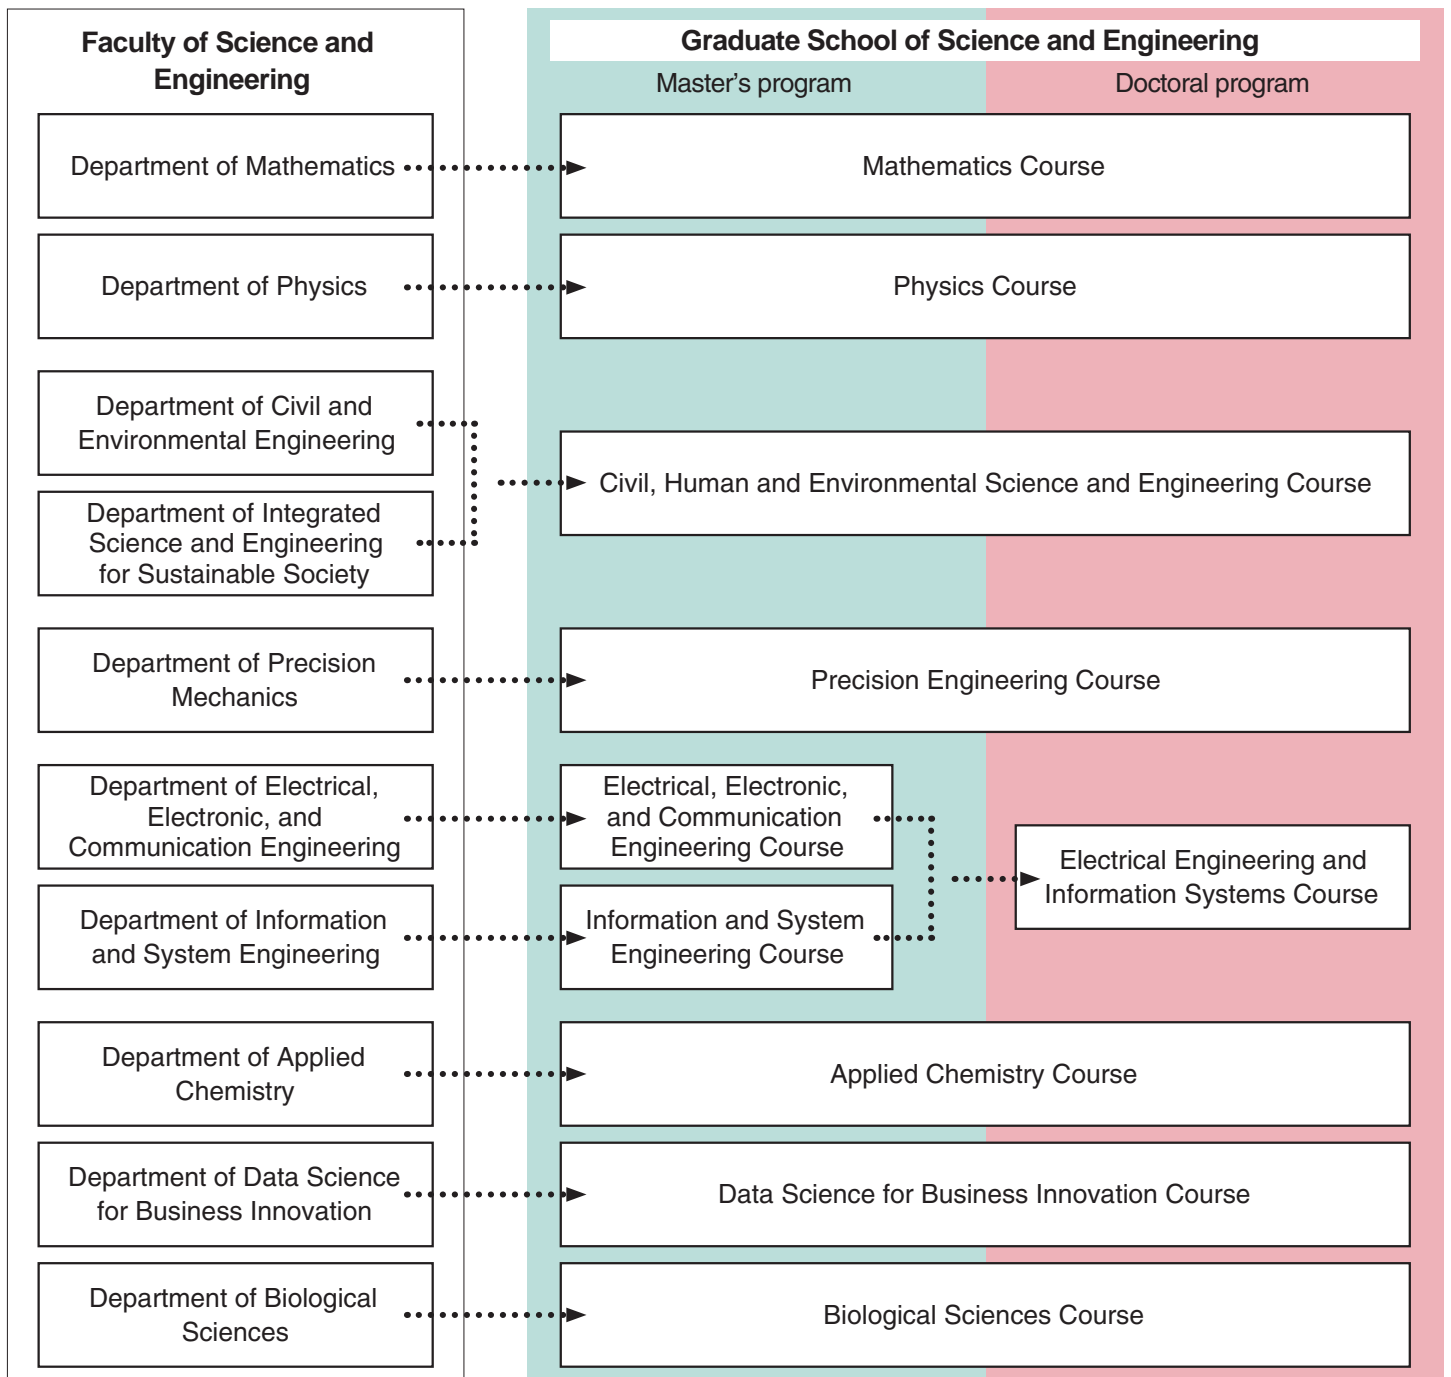 Faculty of Science and
Engineering
Graduate School of Science and Engineering
Master's program
Doctoral program
Department of Mathematics
Mathematics Course
Department of Physics
Physics Course
Department of Civil and
Environmental Engineering
Department of Integrated
Science and Engineering
for Sustainable Society
Civil, Human and Environmental Science and Engineering Course
Department of Precision
Mechanics
Precision Engineering Course
Department of Electrical,
Electronic, and
Communication Engineering
Electrical, Electronic,
and Communication
Engineering Course
Department of Information
and System Engineering
Information and System
Engineering Course
Electrical Engineering and
Information Systems Course
Department of Applied
Chemistry
Applied Chemistry Course
Department of Data Science
for Business Innovation
Data Science for Business Innovation Course
Department of Biological
Sciences
Biological Sciences Course